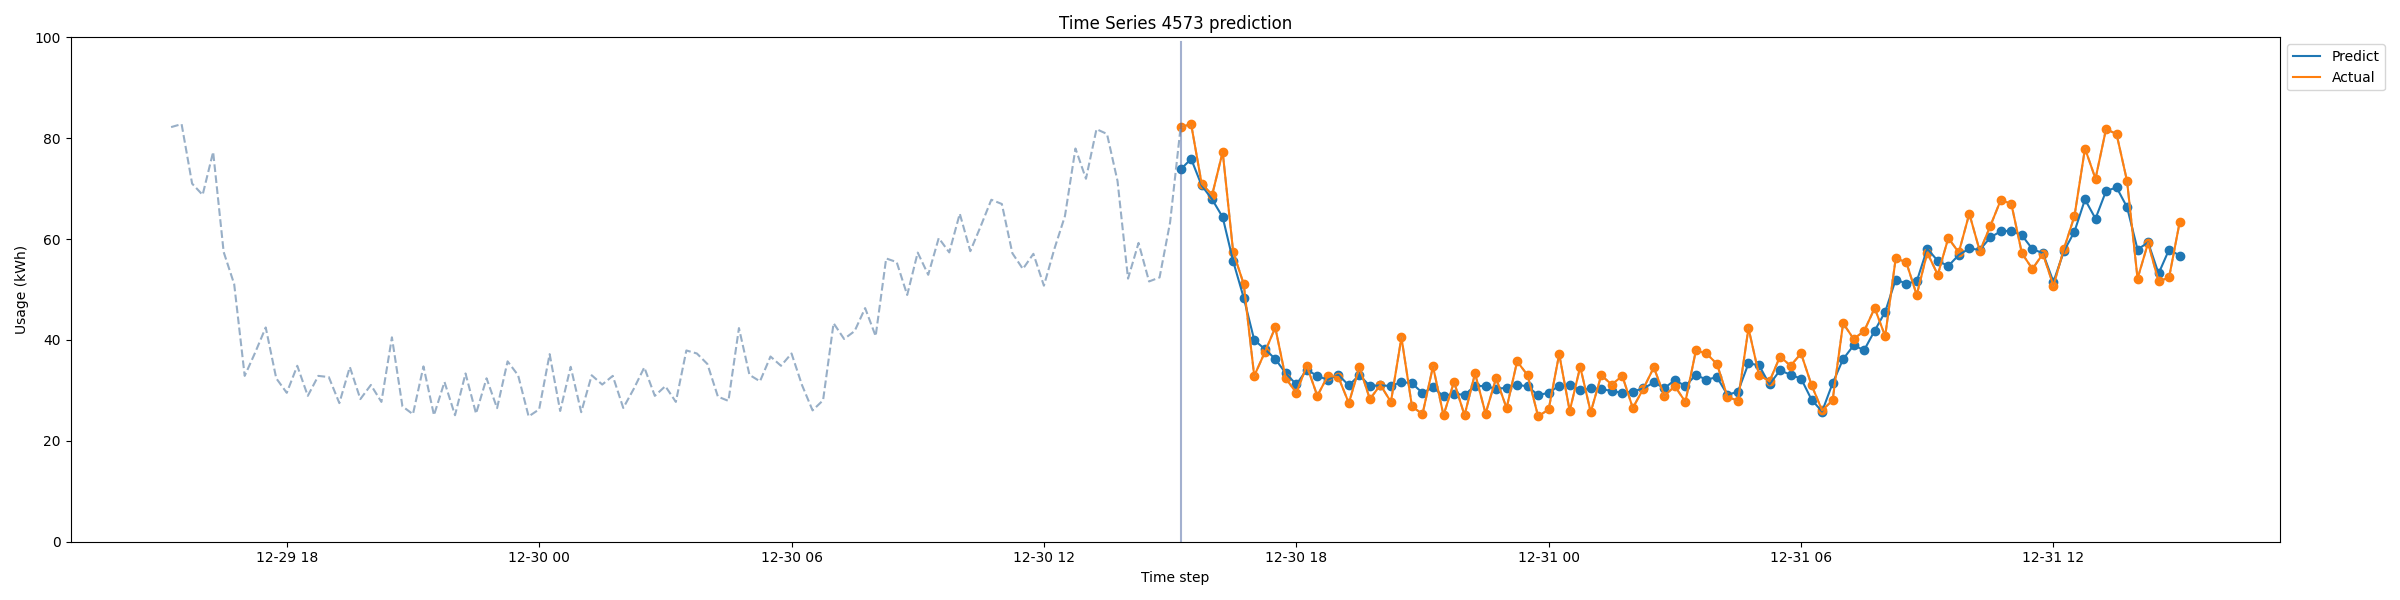 Time Series 4573 prediction
100
80
60
40
20
0
Usage (kWh)
12-29 18
12-30 00
12-30 06
12-30 12
12-30 18
12-31 00
12-31 06
12-31 12
Time step
Predict
Actual